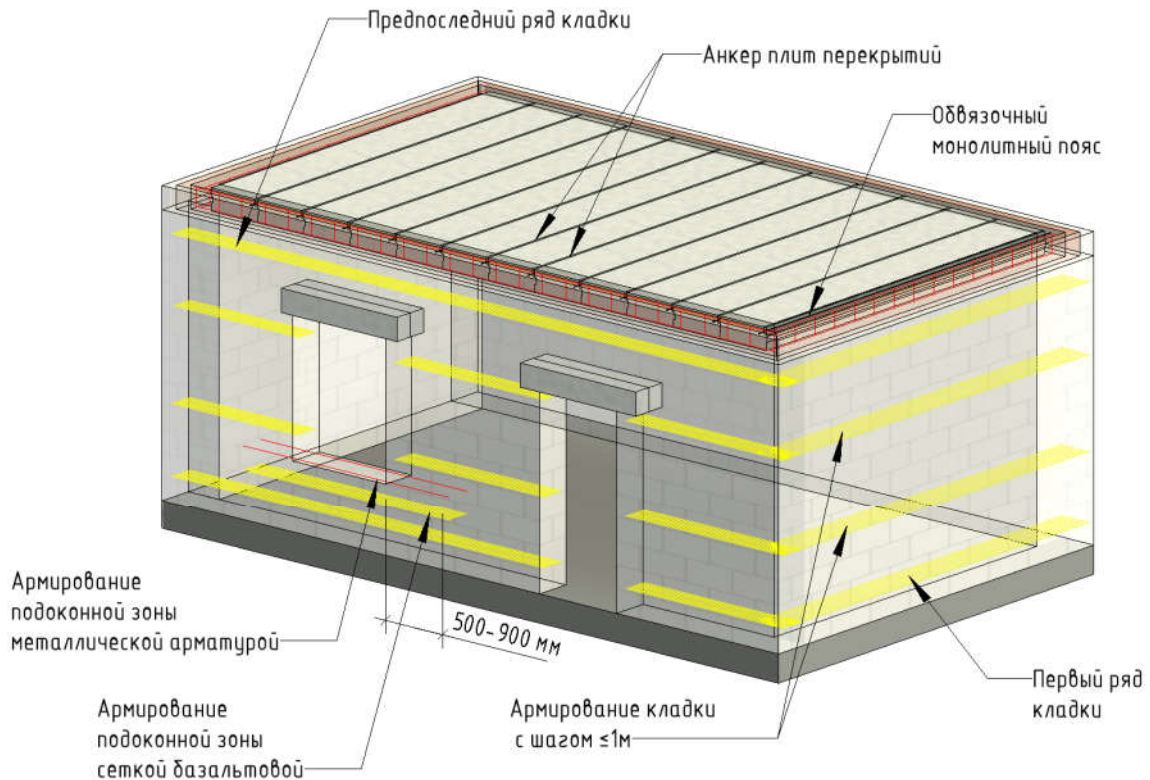 Предпоследний ряд кладки
Анкер плит перекрытий
Обвязочный
монолитный пояс
Армирование
подоконной зоны
металлической арматурой
500-900 мм
Армирование
подоконной зоны
сеткой базальтовой
Армирование кладки
с шагом ≤1м
Первый ряд
кладки